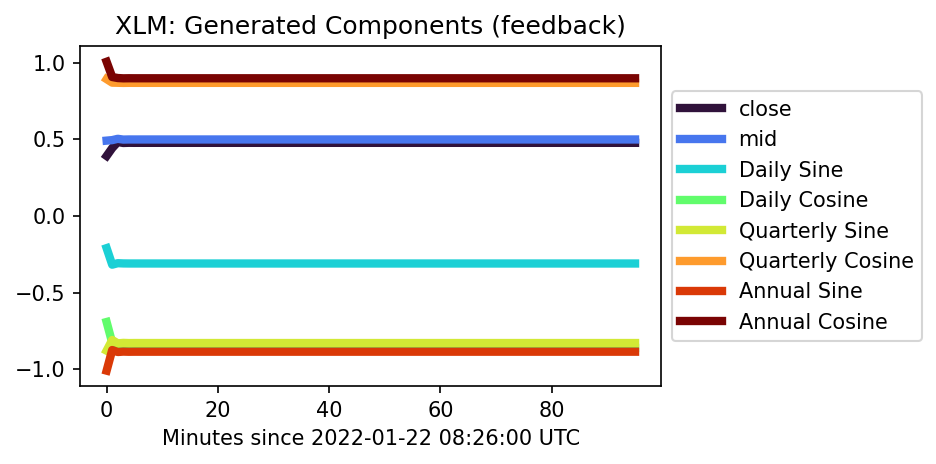 XLM: Generated Components (feedback)
1.0
0.5
0.0
−0.5
−1.0
0 20 40 60 80
Minutes since 2022-01-22 08:26:00 UTC
close
mid
Daily Sine
Daily Cosine
Quarterly Sine
Quarterly Cosine
Annual Sine
Annual Cosine